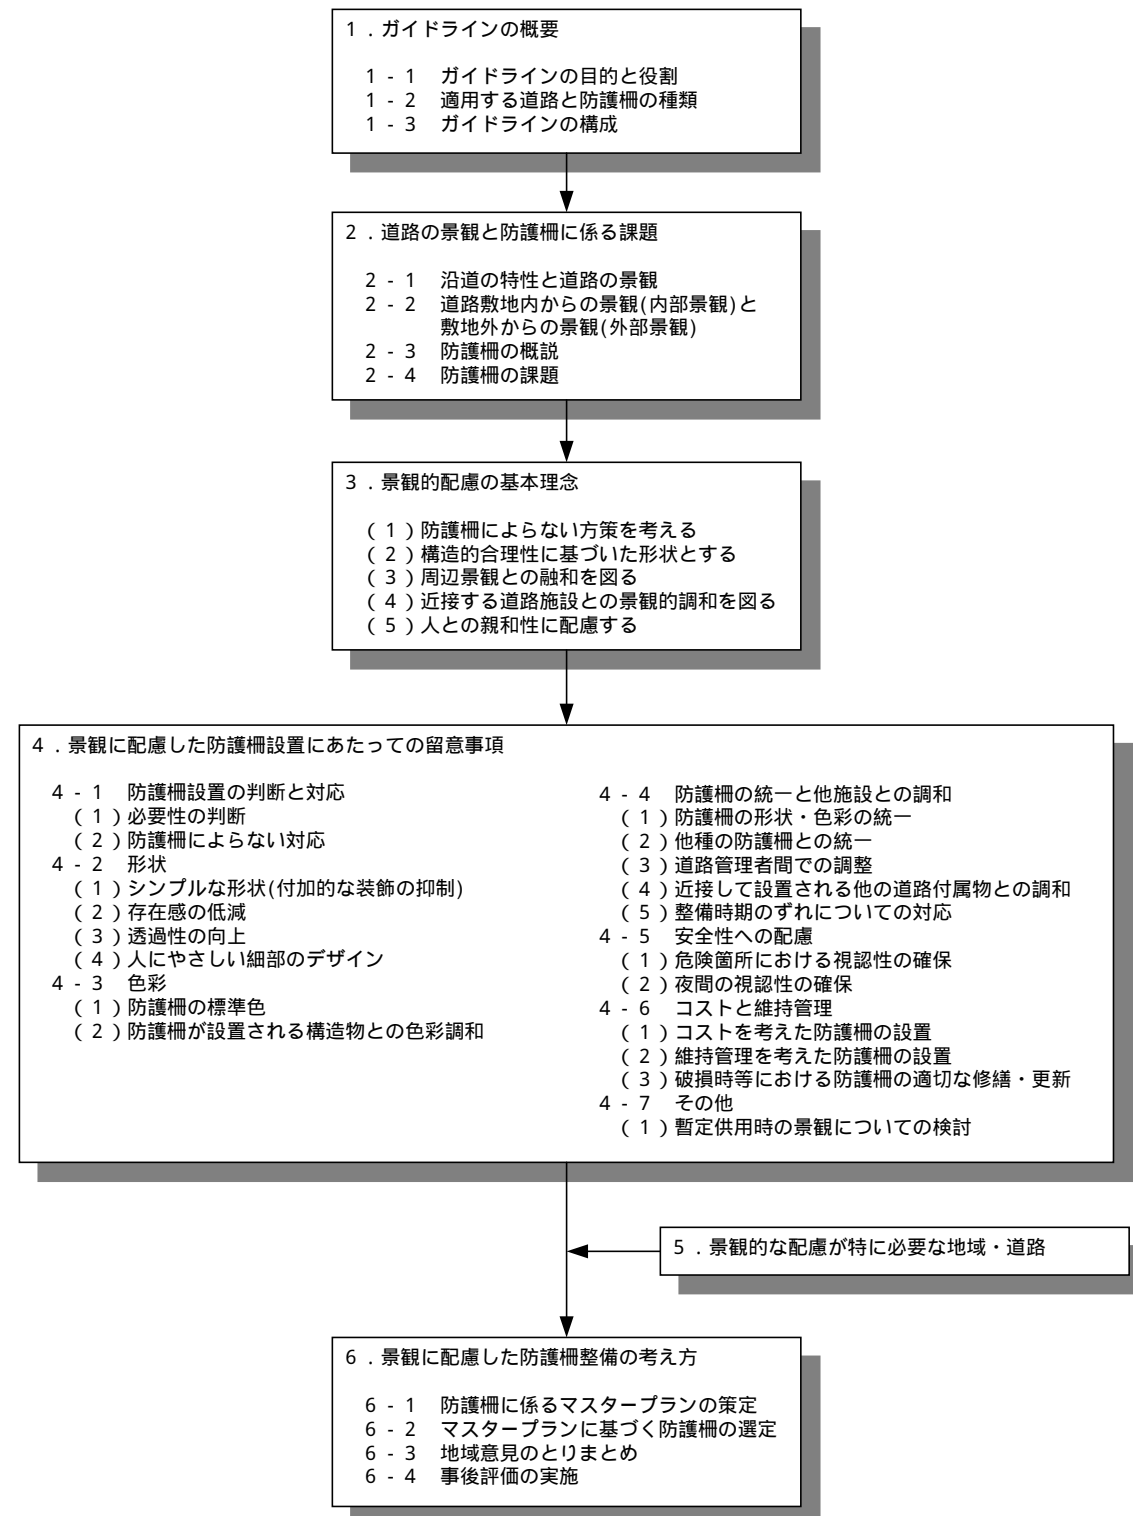 1．ガイドラインの概要
1-1 ガイドラインの目的と役割
1-2 適用する道路と防護柵の種類
1-3 ガイドラインの構成
2．道路の景観と防護柵に係る課題
2-1 沿道の特性と道路の景観
2-2 道路敷地内からの景観(内部景観)と
敷地外からの景観(外部景観)
2-3 防護柵の概説
2-4 防護柵の課題
3．景観的配慮の基本理念
(1)防護柵によらない方策を考える
(2)構造的合理性に基づいた形状とする
(3)周辺景観との融和を図る
(4)近接する道路施設との景観的調和を図る
(5)人との親和性に配慮する
4．景観に配慮した防護柵設置にあたっての留意事項
4-1 防護柵設置の判断と対応
(1)必要性の判断
(2)防護柵によらない対応
4-2 形状
(1)シンプルな形状(付加的な装飾の抑制)
(2)存在感の低減
(3)透過性の向上
(4)人にやさしい細部のデザイン
4-3 色彩
(1)防護柵の標準色
(2)防護柵が設置される構造物との色彩調和
4-4 防護柵の統一と他施設との調和
(1)防護柵の形状・色彩の統一
(2)他種の防護柵との統一
(3)道路管理者間での調整
(4)近接して設置される他の道路付属物との調和
(5)整備時期のずれについての対応
4-5 安全性への配慮
(1)危険箇所における視認性の確保
(2)夜間の視認性の確保
4-6 コストと維持管理
(1)コストを考えた防護柵の設置
(2)維持管理を考えた防護柵の設置
(3)破損時等における防護柵の適切な修繕・更新
4-7 その他
(1)暫定供用時の景観についての検討
5．景観的な配慮が特に必要な地域・道路
6．景観に配慮した防護柵整備の考え方
6-1 防護柵に係るマスタープランの策定
6-2 マスタープランに基づく防護柵の選定
6-3 地域意見のとりまとめ
6-4 事後評価の実施